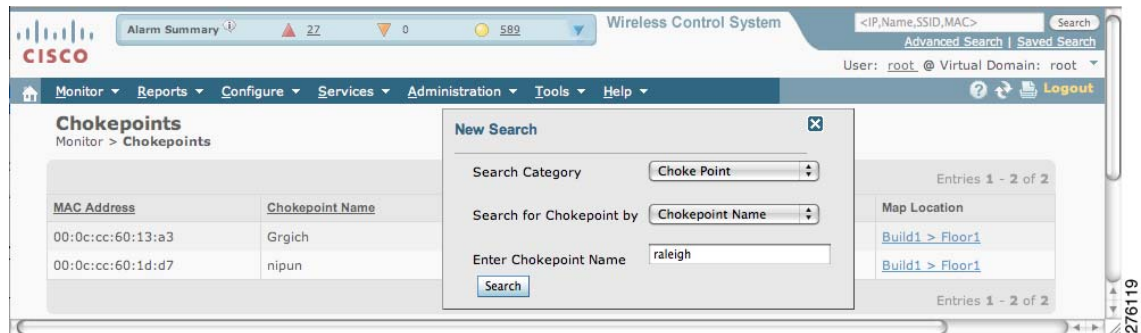 Alarm Summary 27 0 589
Wireless Control System
<IP,Name,SSID,MAC> Search
Advanced Search | Saved Search
CISCO
User: root @ Virtual Domain: root
Monitor Reports Configure Services Administration Tools Help Logout
Chokepoints
Monitor > Chokepoints
Entries 1 - 2 of 2
MAC Address Chokepoint Name Map Location
00:0c:cc:60:13:a3 Grgich Build1 > Floor1
00:0c:cc:60:1d:d7 nipun Build1 > Floor1
Entries 1 - 2 of 2
New Search
Search Category Choke Point
Search for Chokepoint by Chokepoint Name
Enter Chokepoint Name raleigh
Search
276119